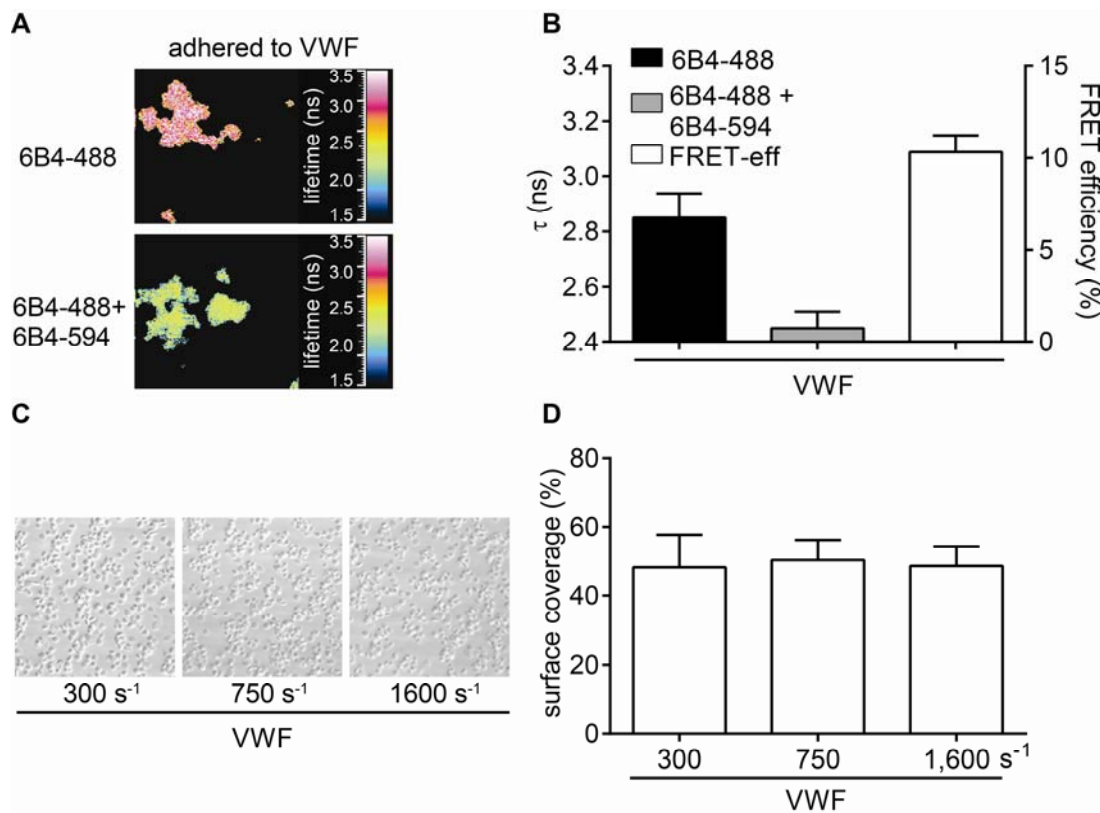 A
adhered to VWF
6B4-488
lifetime (ns)
3.5
3.0
2.0
1.5
6B4-488+
6B4-594
lifetime (ns)
3.5
3.0
2.0
1.5
B
6B4-488
6B4-488 +
6B4-594
FRET-eff
τ (ns)
3.4
3.2
3.0
2.8
2.6
2.4
FRET efficiency (%)
15
10
5
0
VWF
C
300 s-1
750 s-1
1600 s-1
VWF
D
surface coverage (%)
80
60
40
20
0
300
750
1,600 s-1
VWF